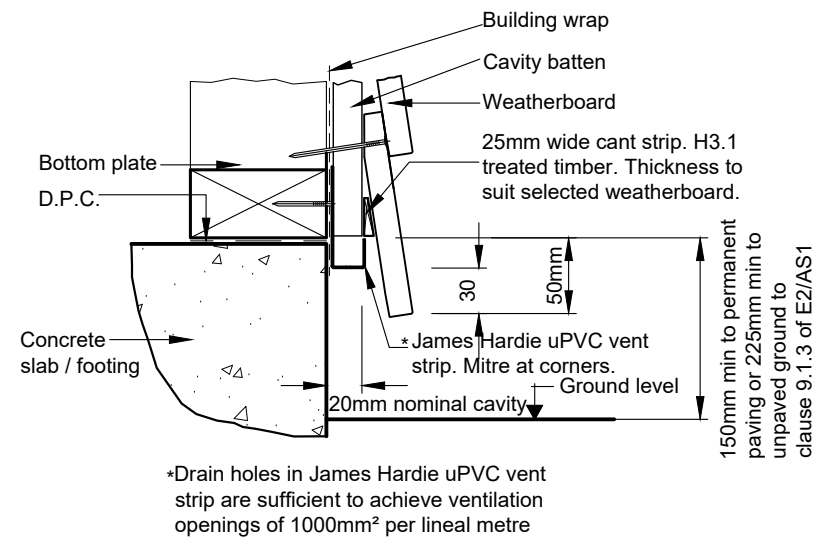 Building wrap
Cavity batten
Weatherboard
25mm wide cant strip. H3.1
treated timber. Thickness to
suit selected weatherboard.
Bottom plate
D.P.C.
30
50mm
150mm min to permanent
paving or 225mm min to
unpaved ground to
clause 9.1.3 of E2/AS1
Concrete
slab / footing
*James Hardie uPVC vent
strip. Mitre at corners.
Ground level
20mm nominal cavity
*Drain holes in James Hardie uPVC vent
strip are sufficient to achieve ventilation
openings of 1000mm² per lineal metre